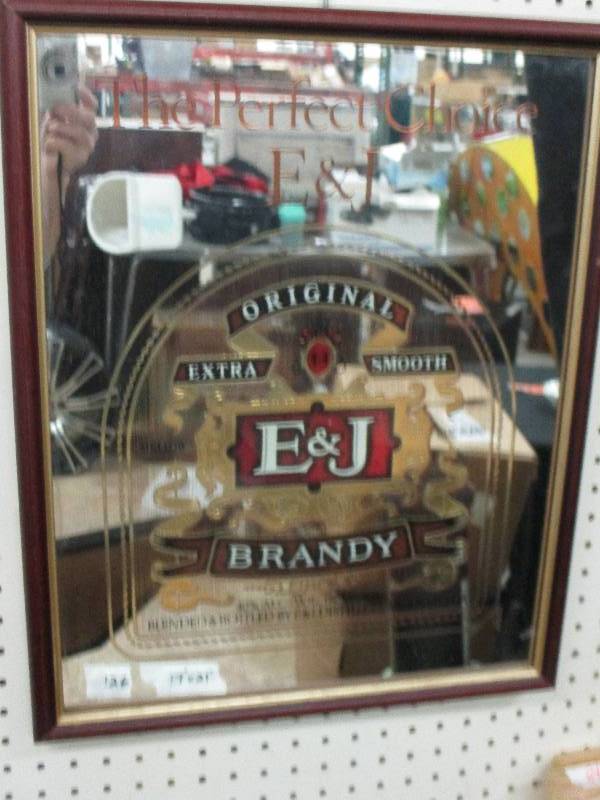 The Perfect Choice
E&J
ORIGINAL
EXTRA SMOOTH
E&J
BRANDY
BLENDED & BOTTLED BY